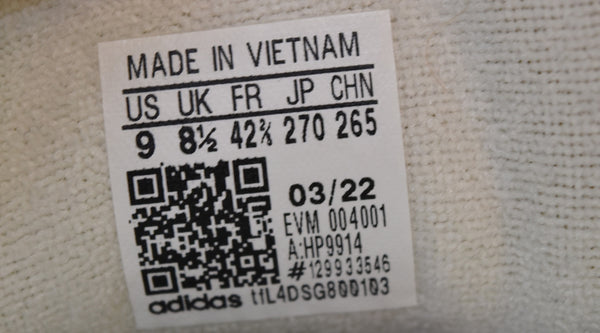 MADE IN VIETNAM
US UK FR JP CHN
9 8½ 42⅔ 270 265
03/22
EVM 004001
A:HP9914
#129933546
adidas tfL4DSG800103